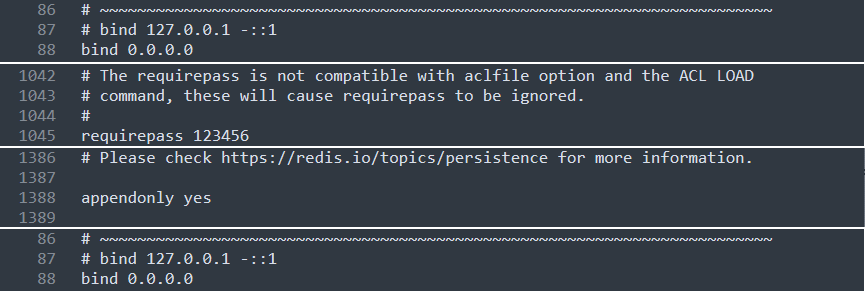 86 # ~~~~~~~~~~~~~~~~~~~~~~~~~~~~~~~~~~~~~~~~~~~~~~~~~~~~~~~~~~~~~~~~~~~~~~~~
87 # bind 127.0.0.1 -::1
88 bind 0.0.0.0
1042 # The requirepass is not compatible with aclfile option and the ACL LOAD
1043 # command, these will cause requirepass to be ignored.
1044 #
1045 requirepass 123456
1386 # Please check https://redis.io/topics/persistence for more information.
1387
1388 appendonly yes
1389
86 # ~~~~~~~~~~~~~~~~~~~~~~~~~~~~~~~~~~~~~~~~~~~~~~~~~~~~~~~~~~~~~~~~~~~~~~~~
87 # bind 127.0.0.1 -::1
88 bind 0.0.0.0